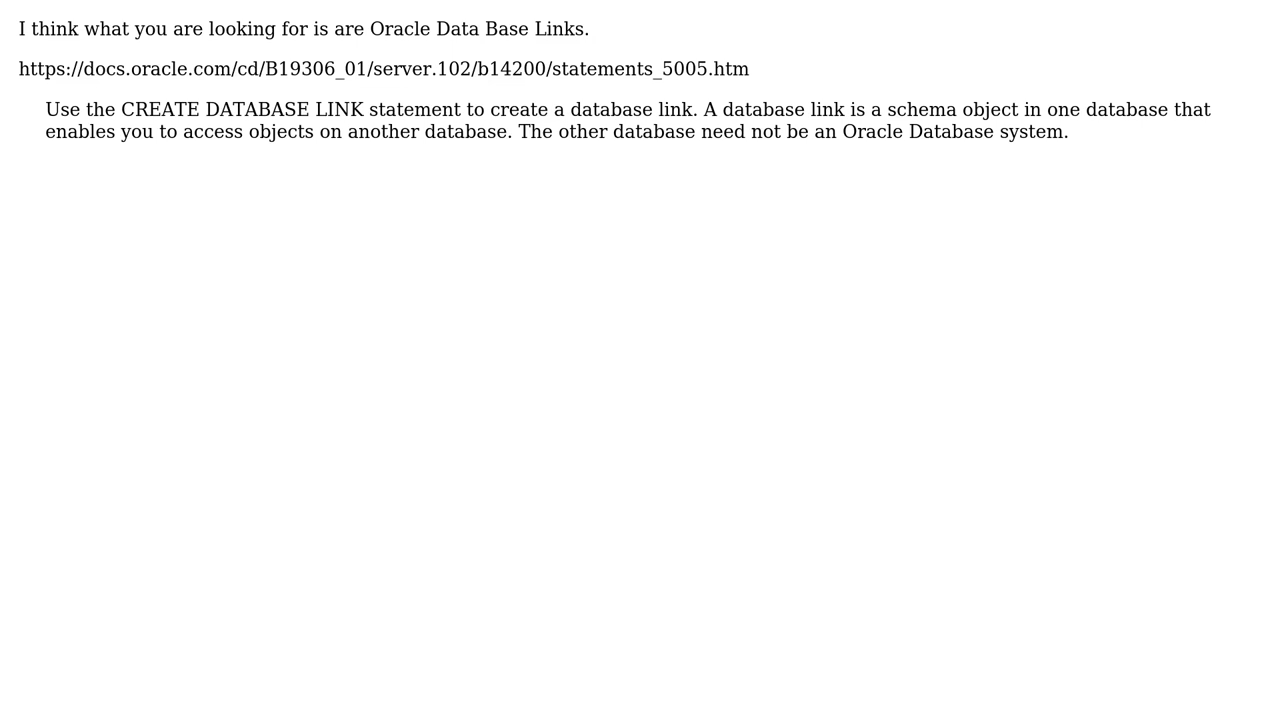 I think what you are looking for is are Oracle Data Base Links.
https://docs.oracle.com/cd/B19306_01/server.102/b14200/statements_5005.htm
Use the CREATE DATABASE LINK statement to create a database link. A database link is a schema object in one database that
enables you to access objects on another database. The other database need not be an Oracle Database system.